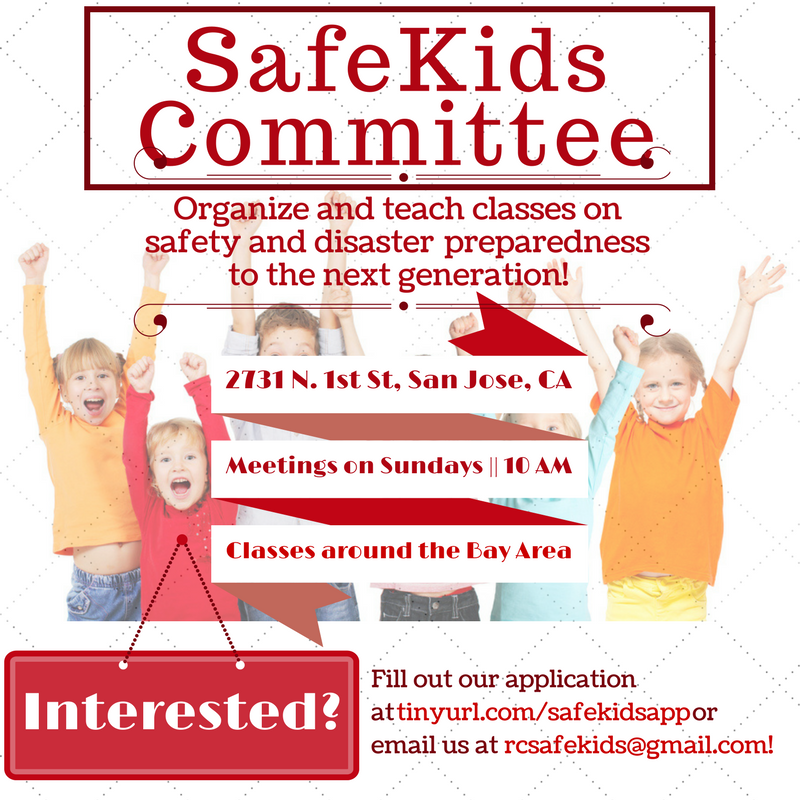 SafeKids
Committee
Organize and teach classes on
safety and disaster preparedness
to the next generation!
2731 N. 1st St, San Jose, CA
Meetings on Sundays || 10 AM
Classes around the Bay Area
Interested?
Fill out our application
at tinyurl.com/safekidsapp or
email us at rcsafekids@gmail.com!